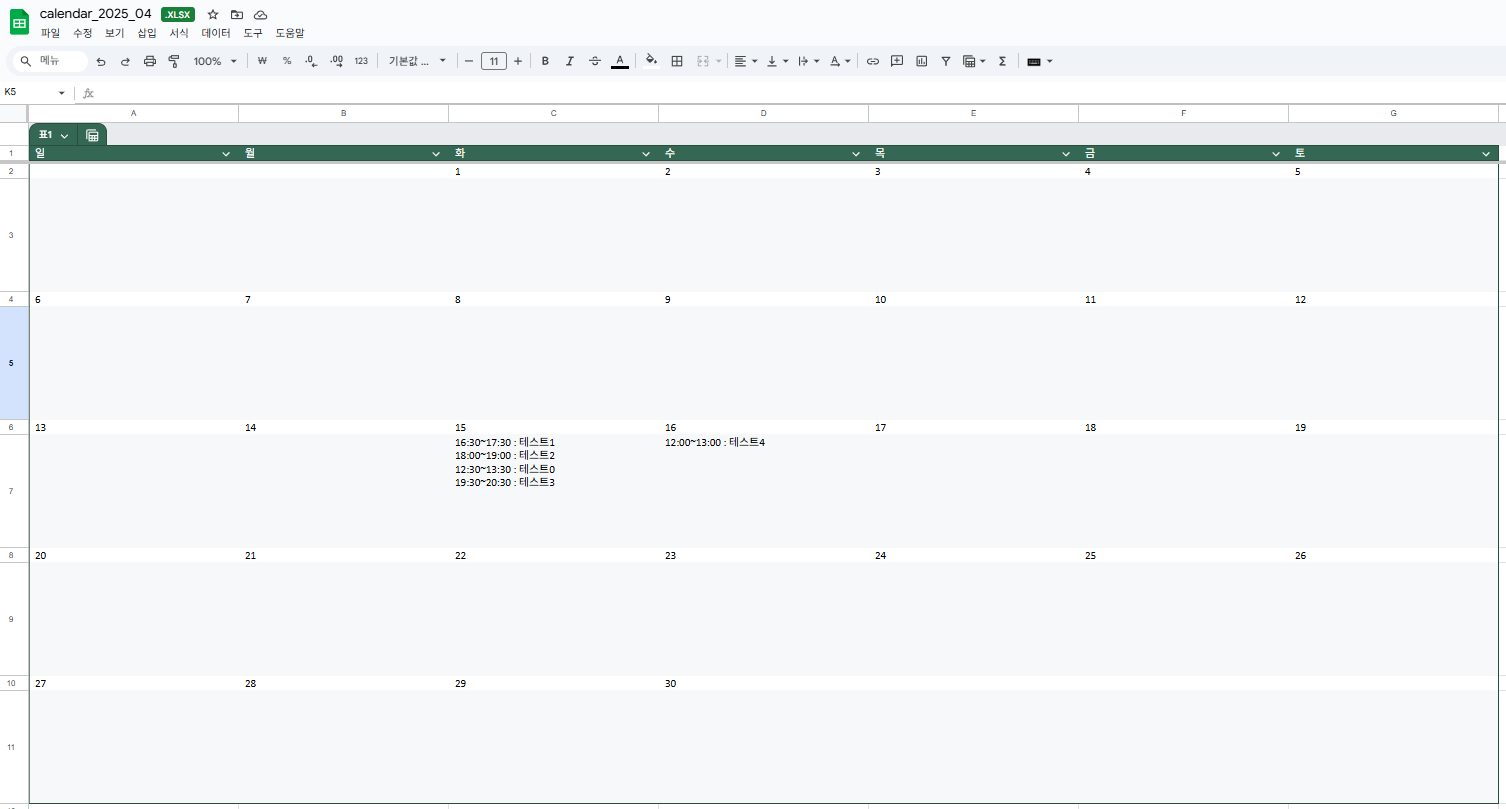 calendar_2025_04 .XLSX
파일 수정 보기 삽입 서식 데이터 도구 도움말
메뉴 100% ₩ % .0 .00 123 기본값 ... 11 B I S A Σ
K5 fx
A B C D E F G
표1
1 일 월 화 수 목 금 토
2 1 2 3 4 5
3
4 6 7 8 9 10 11 12
5
6 13 14 15 16 17 18 19
16:30~17:30 : 테스트1 12:00~13:00 : 테스트4
18:00~19:00 : 테스트2
12:30~13:30 : 테스트0
7 19:30~20:30 : 테스트3
8 20 21 22 23 24 25 26
9
10 27 28 29 30
11